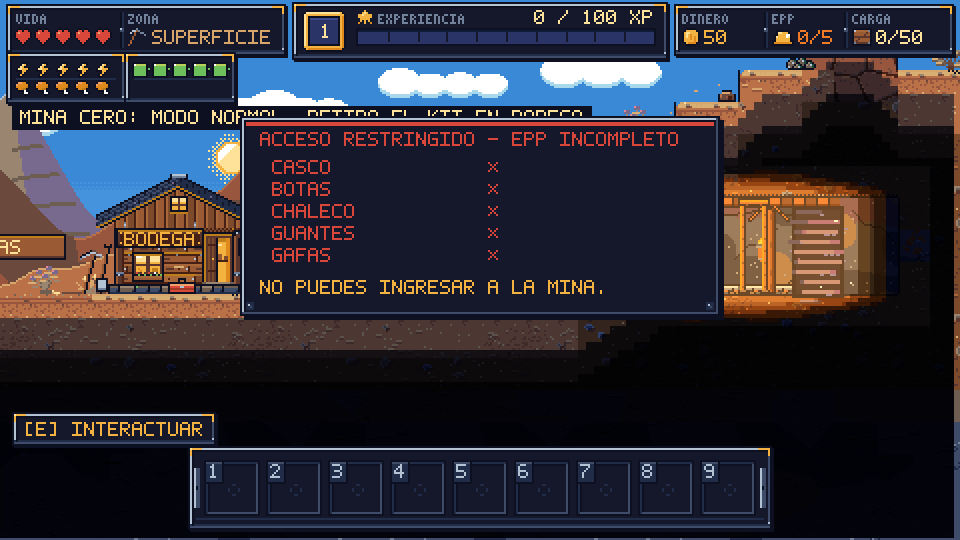 VIDA
ZONA
SUPERFICIE
1
EXPERIENCIA
0 / 100 XP
DINERO
50
EPP
0/5
CARGA
0/50
MINA CERO: MODO
ACCESO RESTRINGIDO - EPP INCOMPLETO
CASCO ×
BOTAS ×
CHALECO ×
GUANTES ×
GAFAS ×
NO PUEDES INGRESAR A LA MINA.
BODEGA
AS
[E] INTERACTUAR
1 2 3 4 5 6 7 8 9